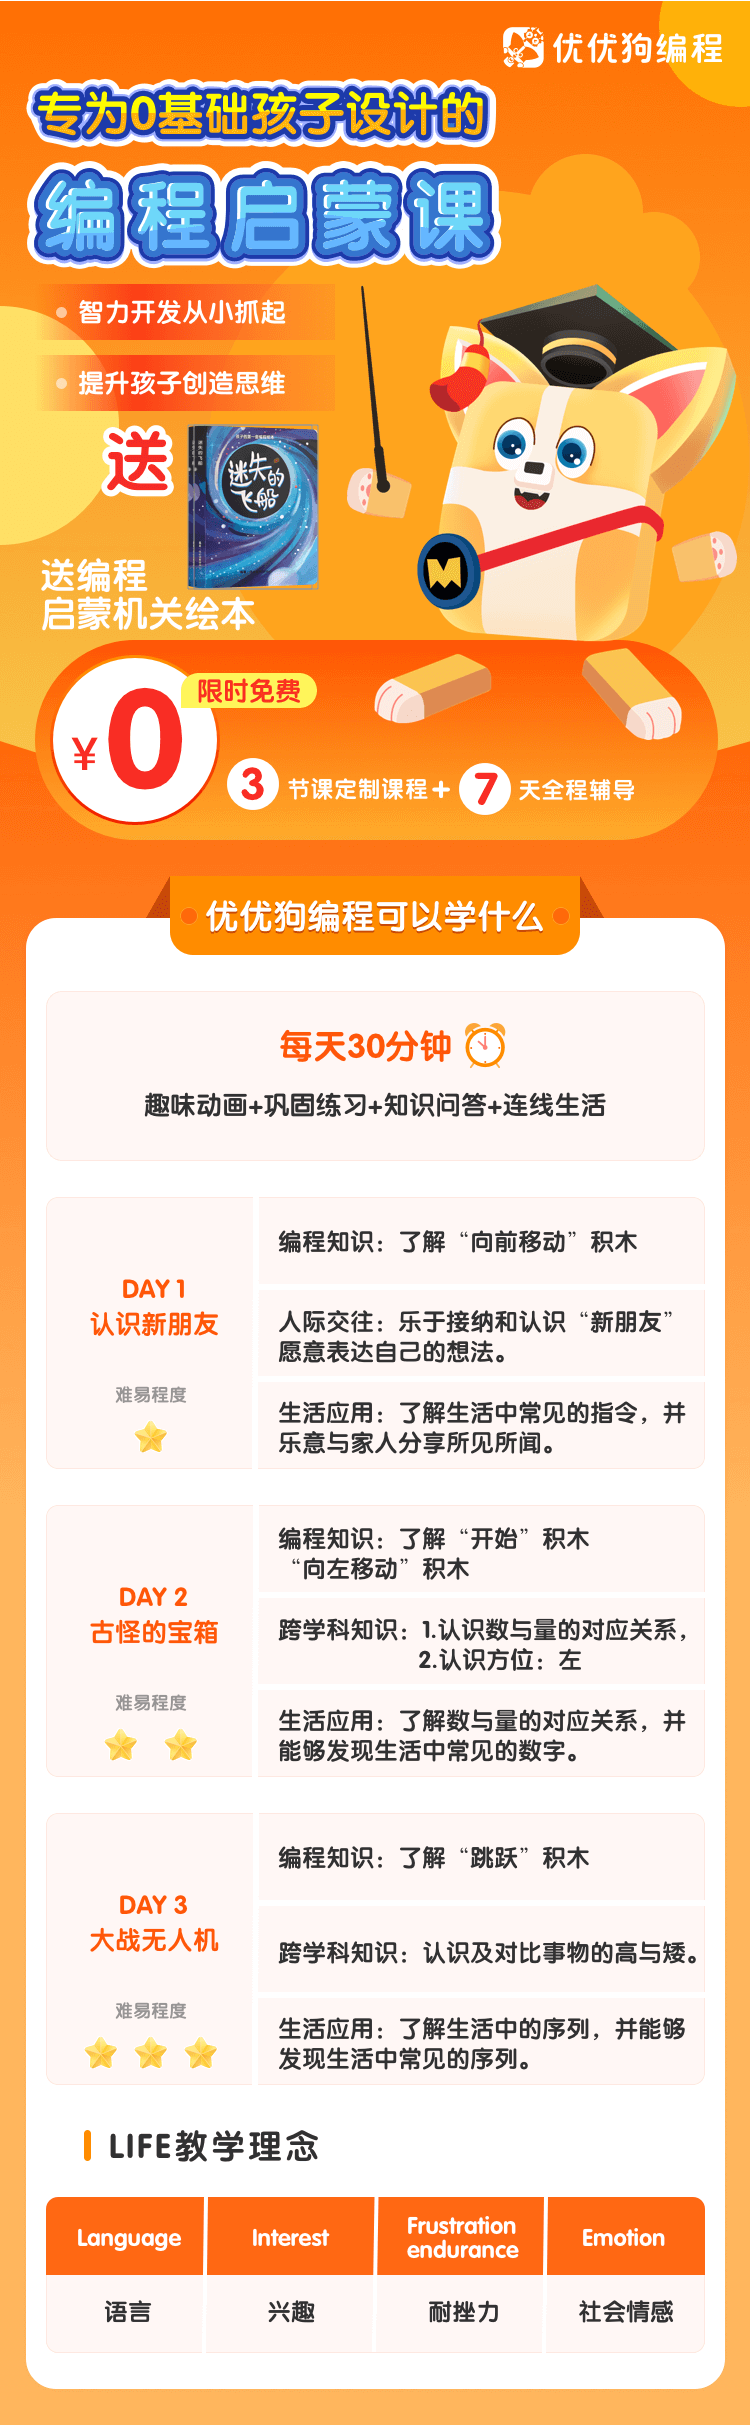 优优狗编程
专为0基础孩子设计的
编程启蒙课
智力开发从小抓起
提升孩子创造思维
送
迷失的
飞船
送编程
启蒙机关绘本
M
限时免费
¥0
3节课定制课程+7天全程辅导
优优狗编程可以学什么
每天30分钟
趣味动画+巩固练习+知识问答+连线生活
DAY 1
认识新朋友
难易程度
编程知识：了解“向前移动”积木
人际交往：乐于接纳和认识“新朋友”
愿意表达自己的想法。
生活应用：了解生活中常见的指令，并
乐意与家人分享所见所闻。
DAY 2
古怪的宝箱
难易程度
编程知识：了解“开始”积木
“向左移动”积木
跨学科知识：1.认识数与量的对应关系，
2.认识方位：左
生活应用：了解数与量的对应关系，并
能够发现生活中常见的数字。
DAY 3
大战无人机
难易程度
编程知识：了解“跳跃”积木
跨学科知识：认识及对比事物的高与矮。
生活应用：了解生活中的序列，并能够
发现生活中常见的序列。
LIFE教学理念
Language
Interest
Frustration
endurance
Emotion
语言
兴趣
耐挫力
社会情感